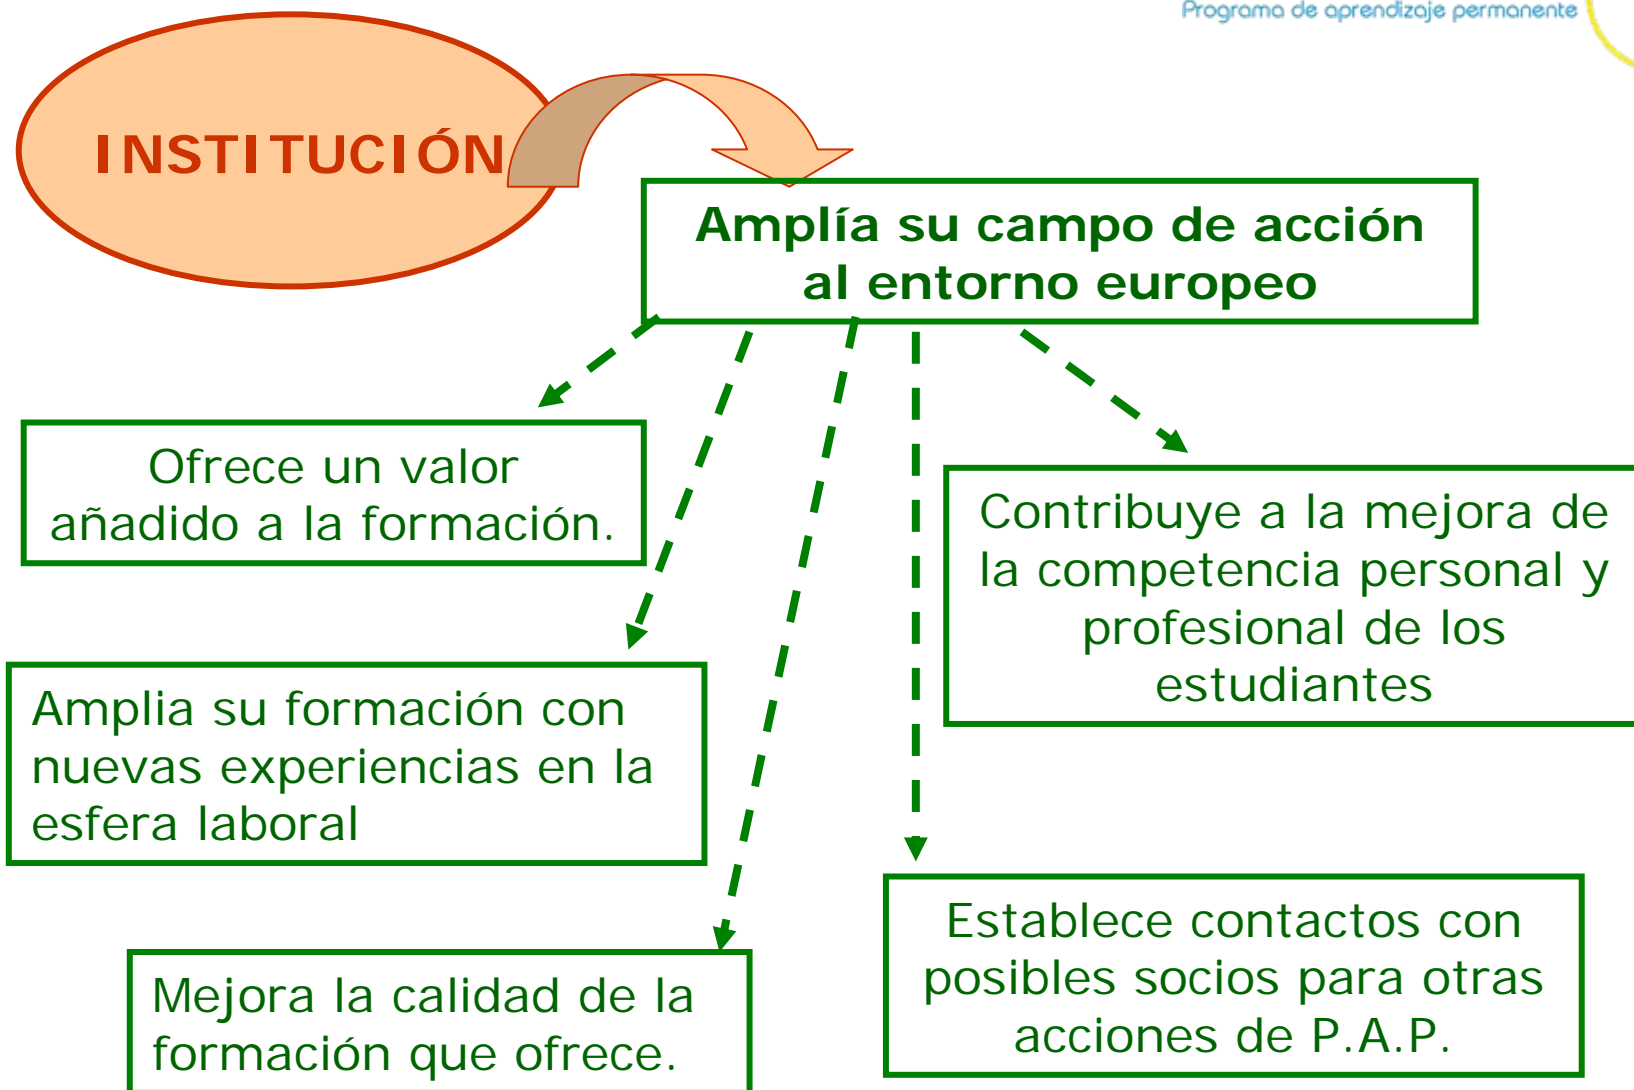 Programa de aprendizaje permanente
INSTITUCIÓN
Amplía su campo de acción
al entorno europeo
Ofrece un valor
añadido a la formación.
Contribuye a la mejora de
la competencia personal y
profesional de los
estudiantes
Amplia su formación con
nuevas experiencias en la
esfera laboral
Establece contactos con
posibles socios para otras
acciones de P.A.P.
Mejora la calidad de la
formación que ofrece.